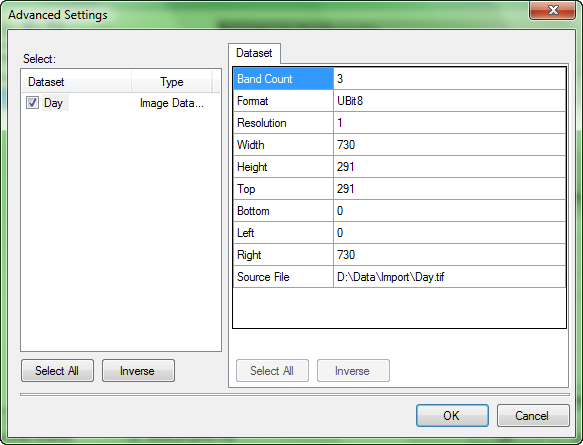 Advanced Settings
Select:
Dataset Type
Day Image Data...
Select All Inverse
Dataset
Band Count 3
Format UBit8
Resolution 1
Width 730
Height 291
Top 291
Bottom 0
Left 0
Right 730
Source File D:\Data\Import\Day.tif
Select All Inverse
OK Cancel